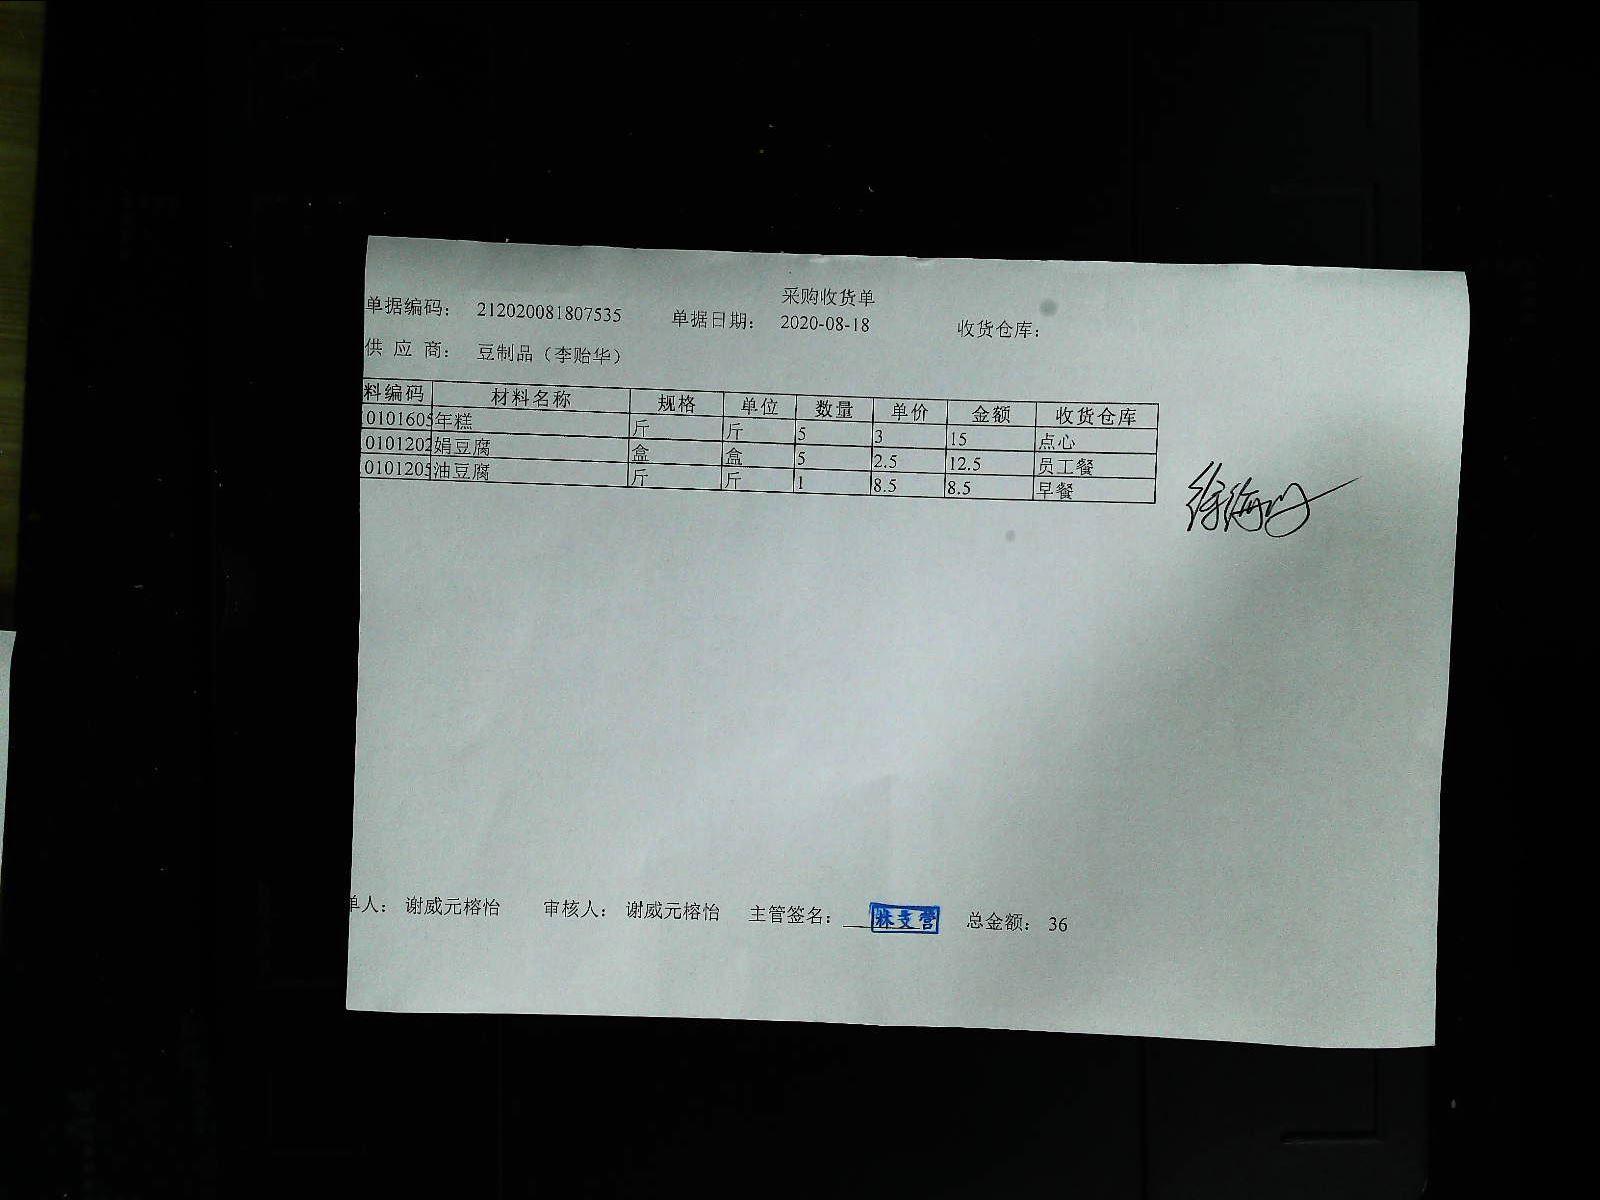 采购收货单
单据编码： 212020081807535 单据日期： 2020-08-18 收货仓库：
供 应 商： 豆制品（李贻华）
料编码 材料名称 规格 单位 数量 单价 金额 收货仓库
0101605 年糕 斤 斤 5 3 15 点心
0101202 娟豆腐 盒 盒 5 2.5 12.5 员工餐
0101205 油豆腐 斤 斤 1 8.5 8.5 早餐
单人： 谢威元榕怡 审核人： 谢威元榕怡 主管签名： 总金额： 36